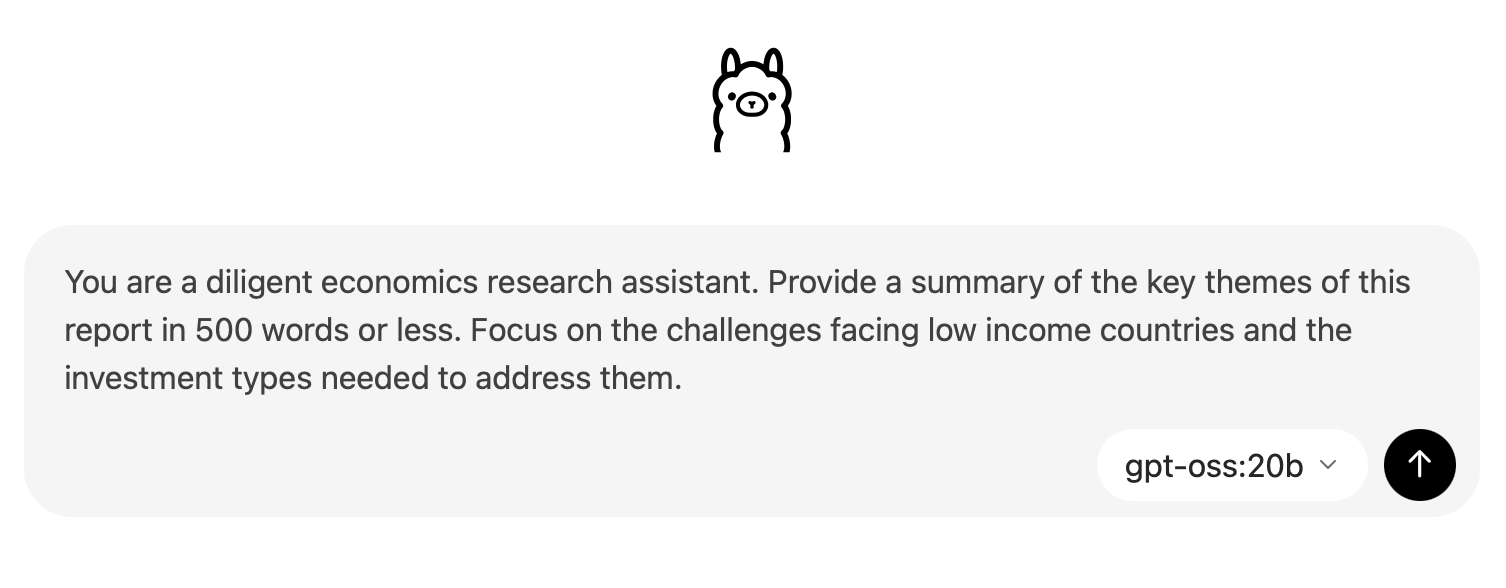 You are a diligent economics research assistant. Provide a summary of the key themes of this
report in 500 words or less. Focus on the challenges facing low income countries and the
investment types needed to address them.
gpt-oss:20b